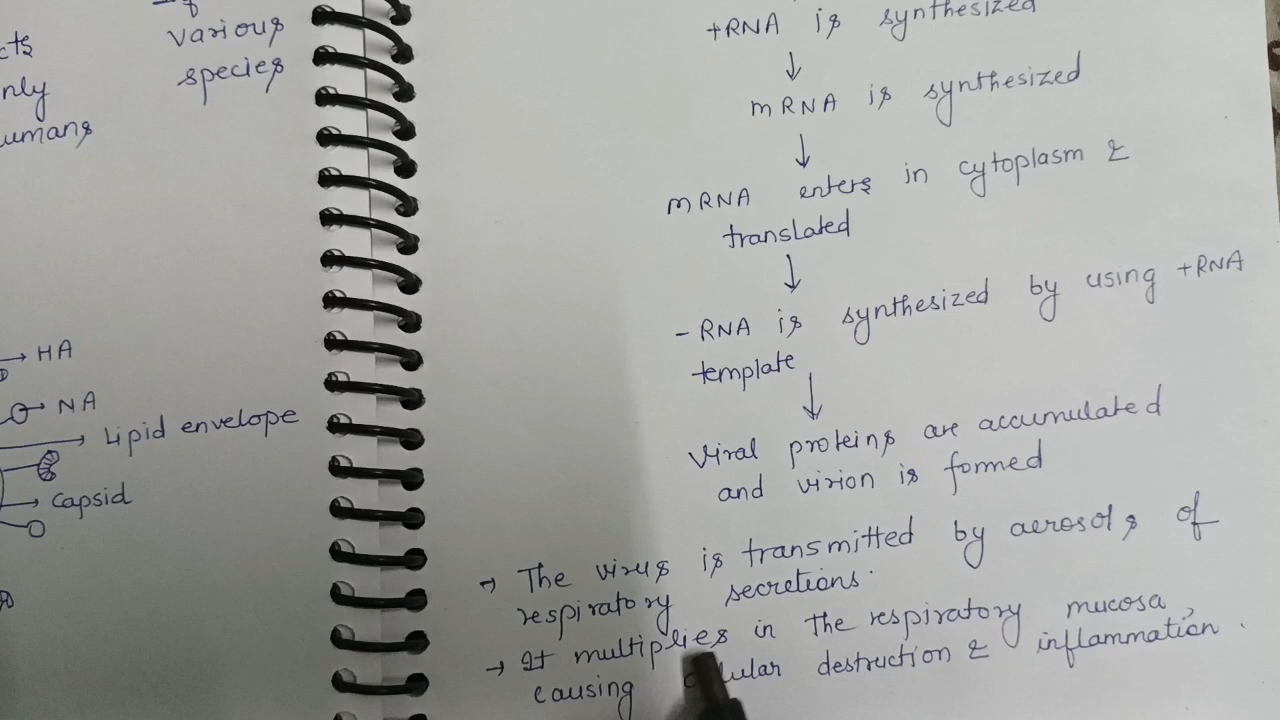 various
cts species
nly
umans
HA
NA
Lipid envelope
capsid
+RNA is synthesized
↓
mRNA is synthesized
↓
mRNA enters in cytoplasm &
translated
↓
-RNA is synthesized by using +RNA
template
↓
Viral proteins are accumulated
and virion is formed
→ The virus is transmitted by aerosols of
respiratory secretions.
→ It multiplies in the respiratory mucosa,
causing destruction & inflammation.